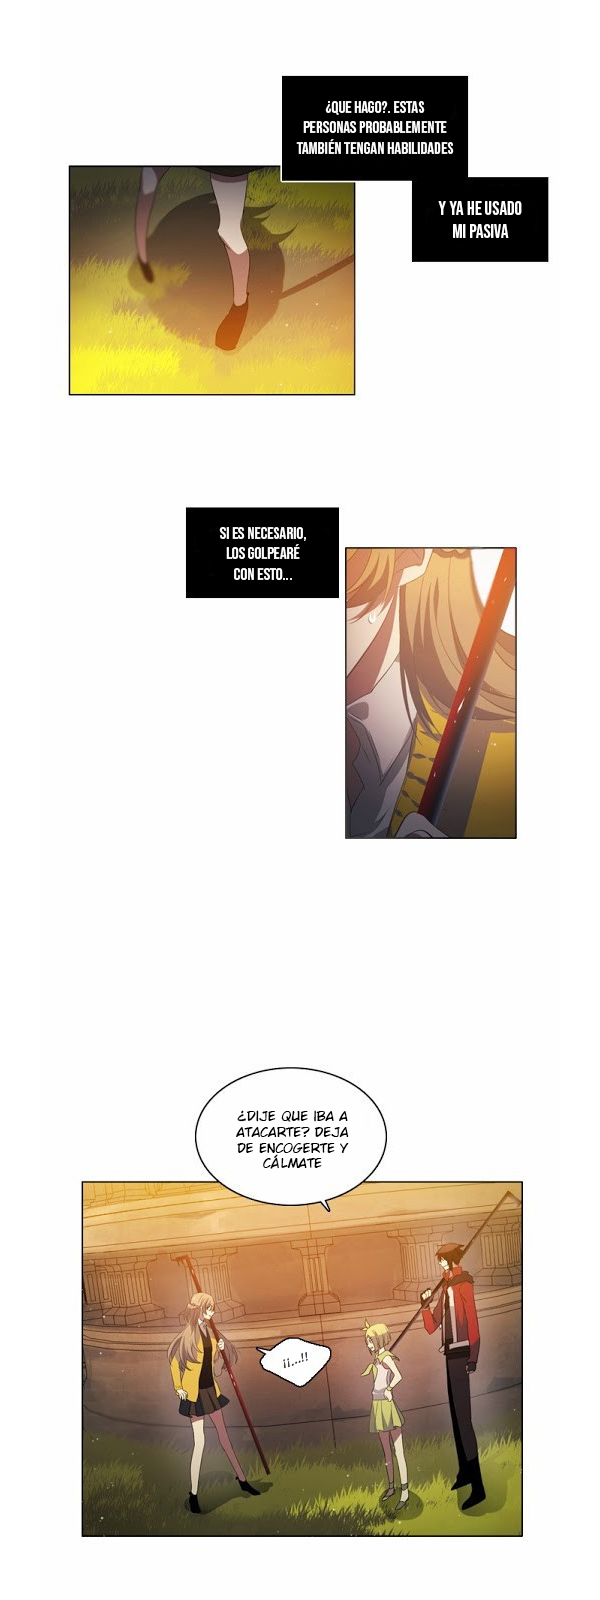 ¿QUE HAGO?. ESTAS
PERSONAS PROBABLEMENTE
TAMBIÉN TENGAN HABILIDADES
Y YA HE USADO
MI PASIVA
SI ES NECESARIO,
LOS GOLPEARÉ
CON ESTO...
¿DIJE QUE IBA A
ATACARTE? DEJA
DE ENCOGERTE Y
CÁLMATE
¡¡...!!